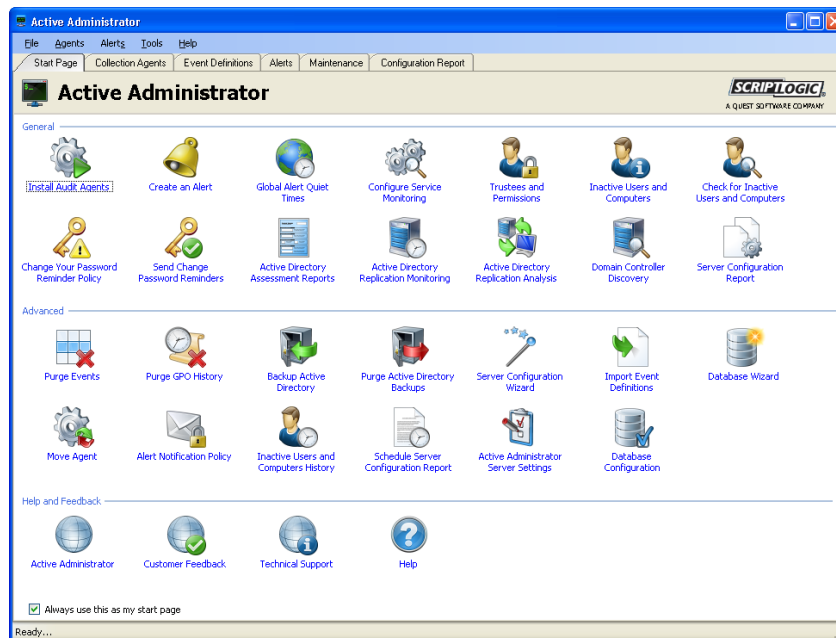 Active Administrator
File Agents Alerts Tools Help
Start Page Collection Agents Event Definitions Alerts Maintenance Configuration Report
Active Administrator
SCRIPTLOGIC
A QUEST SOFTWARE COMPANY
General
Install Audit Agents Create an Alert Global Alert Quiet Configure Service Trustees and Inactive Users and Check for Inactive
Times Monitoring Permissions Computers Users and Computers
Change Your Password Send Change Active Directory Active Directory Active Directory Domain Controller Server Configuration
Reminder Policy Password Reminders Assessment Reports Replication Monitoring Replication Analysis Discovery Report
Advanced
Purge Events Purge GPO History Backup Active Purge Active Directory Server Configuration Import Event Database Wizard
Directory Backups Wizard Definitions
Move Agent Alert Notification Policy Inactive Users and Schedule Server Active Administrator Database
Computers History Configuration Report Server Settings Configuration
Help and Feedback
Active Administrator Customer Feedback Technical Support Help
Always use this as my start page
Ready...